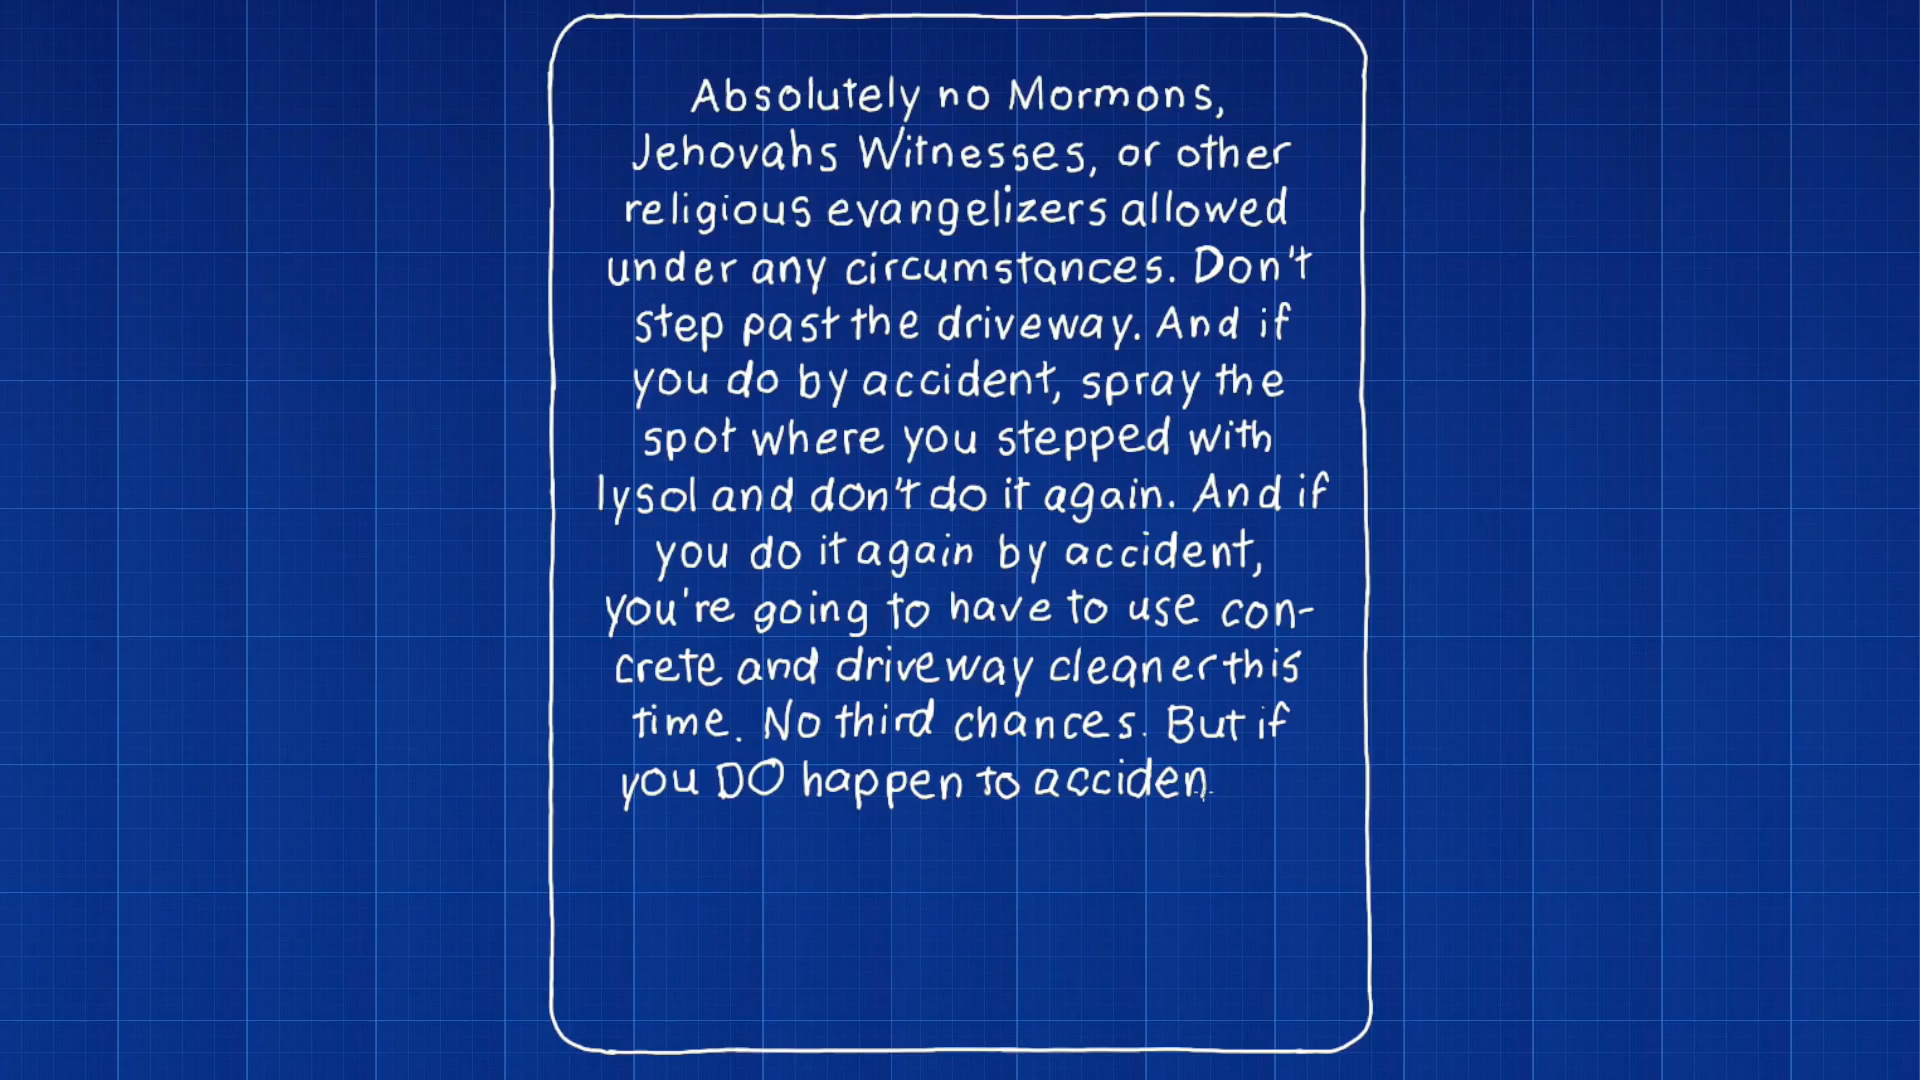 Absolutely no Mormons,
Jehovahs Witnesses, or other
religious evangelizers allowed
under any circumstances. Don't
step past the driveway. And if
you do by accident, spray the
spot where you stepped with
lysol and don't do it again. And if
you do it again by accident,
you're going to have to use con-
crete and driveway cleaner this
time. No third chances. But if
you DO happen to acciden